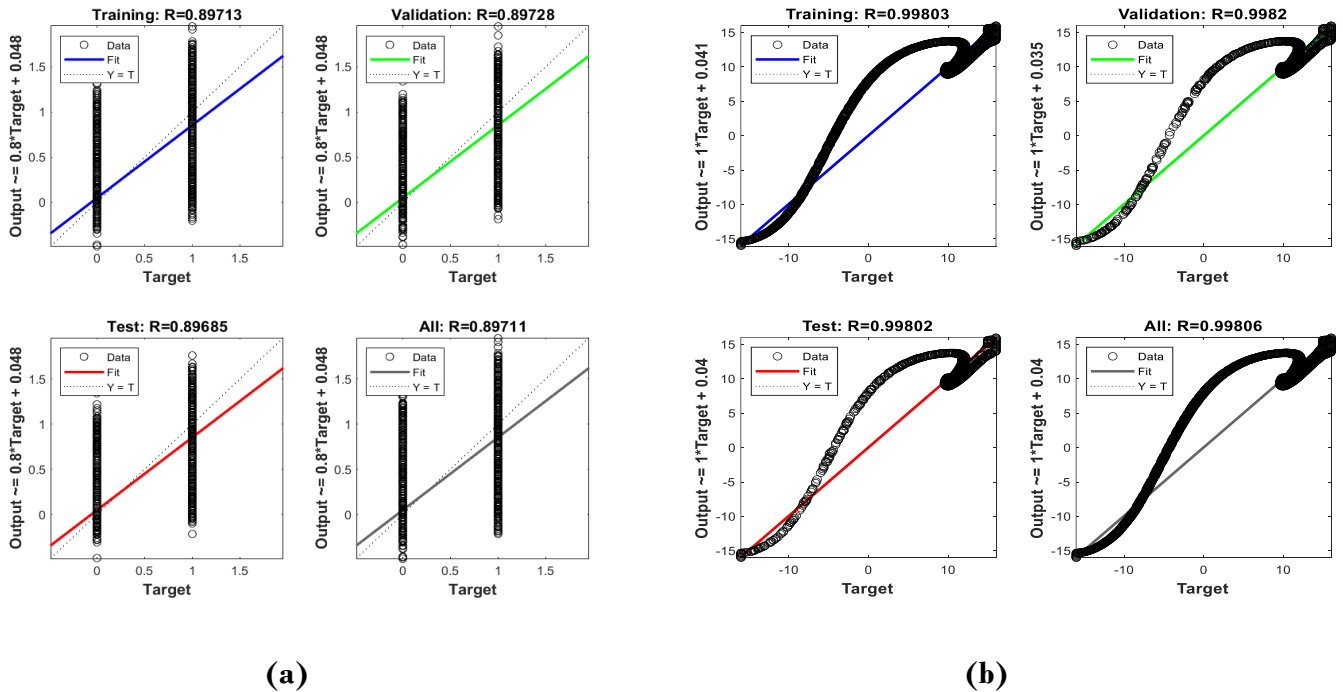 Training: R=0.89713
Output ~= 0.8*Target + 0.048
Data
Fit
Y = T
1.5
1
0.5
0
0 0.5 1 1.5
Target
Validation: R=0.89728
Output ~= 0.8*Target + 0.048
Data
Fit
Y = T
1.5
1
0.5
0
0 0.5 1 1.5
Target
Test: R=0.89685
Output ~= 0.8*Target + 0.048
Data
Fit
Y = T
1.5
1
0.5
0
0 0.5 1 1.5
Target
All: R=0.89711
Output ~= 0.8*Target + 0.048
Data
Fit
Y = T
1.5
1
0.5
0
0 0.5 1 1.5
Target
(a)
Training: R=0.99803
Output ~= 1*Target + 0.041
Data
Fit
Y = T
15
10
5
0
-5
-10
-15
-10 0 10
Target
Validation: R=0.9982
Output ~= 1*Target + 0.035
Data
Fit
Y = T
15
10
5
0
-5
-10
-15
-10 0 10
Target
Test: R=0.99802
Output ~= 1*Target + 0.04
Data
Fit
Y = T
15
10
5
0
-5
-10
-15
-10 0 10
Target
All: R=0.99806
Output ~= 1*Target + 0.04
Data
Fit
Y = T
15
10
5
0
-5
-10
-15
-10 0 10
Target
(b)